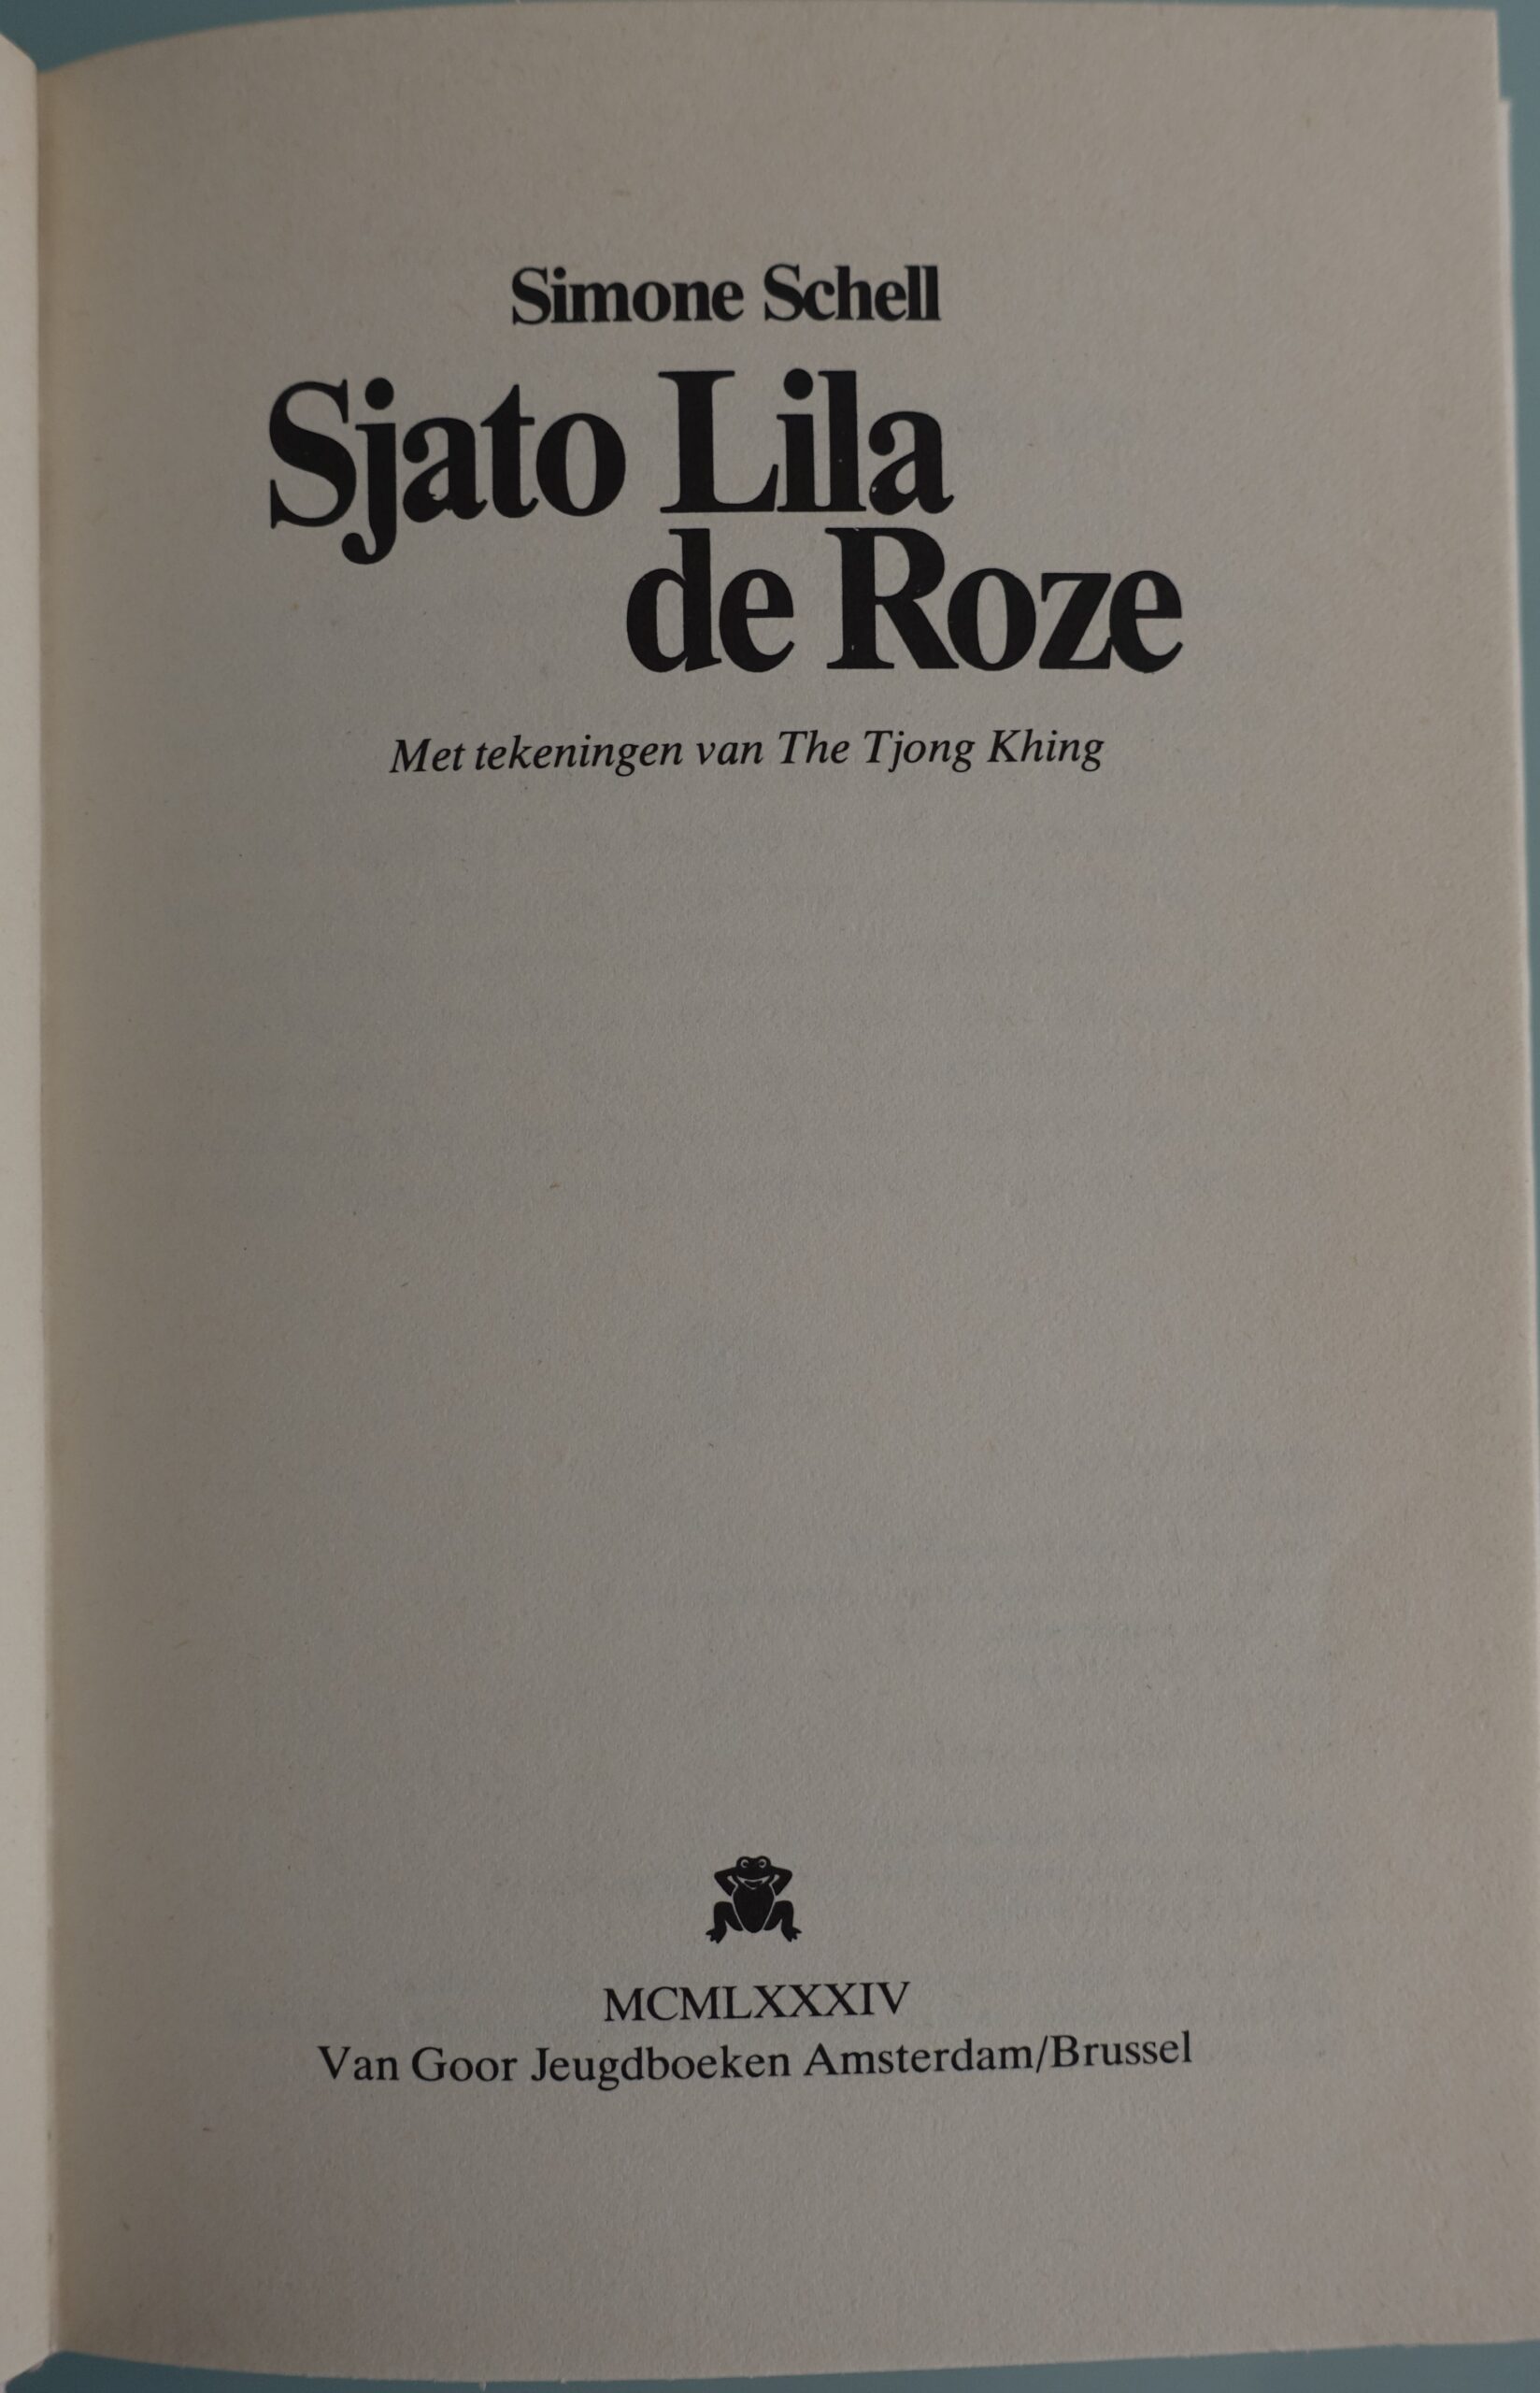 Simone Schell
Sjato Lila
de Roze
Met tekeningen van The Tjong Khing
MCMLXXXIV
Van Goor Jeugdboeken Amsterdam/Brussel